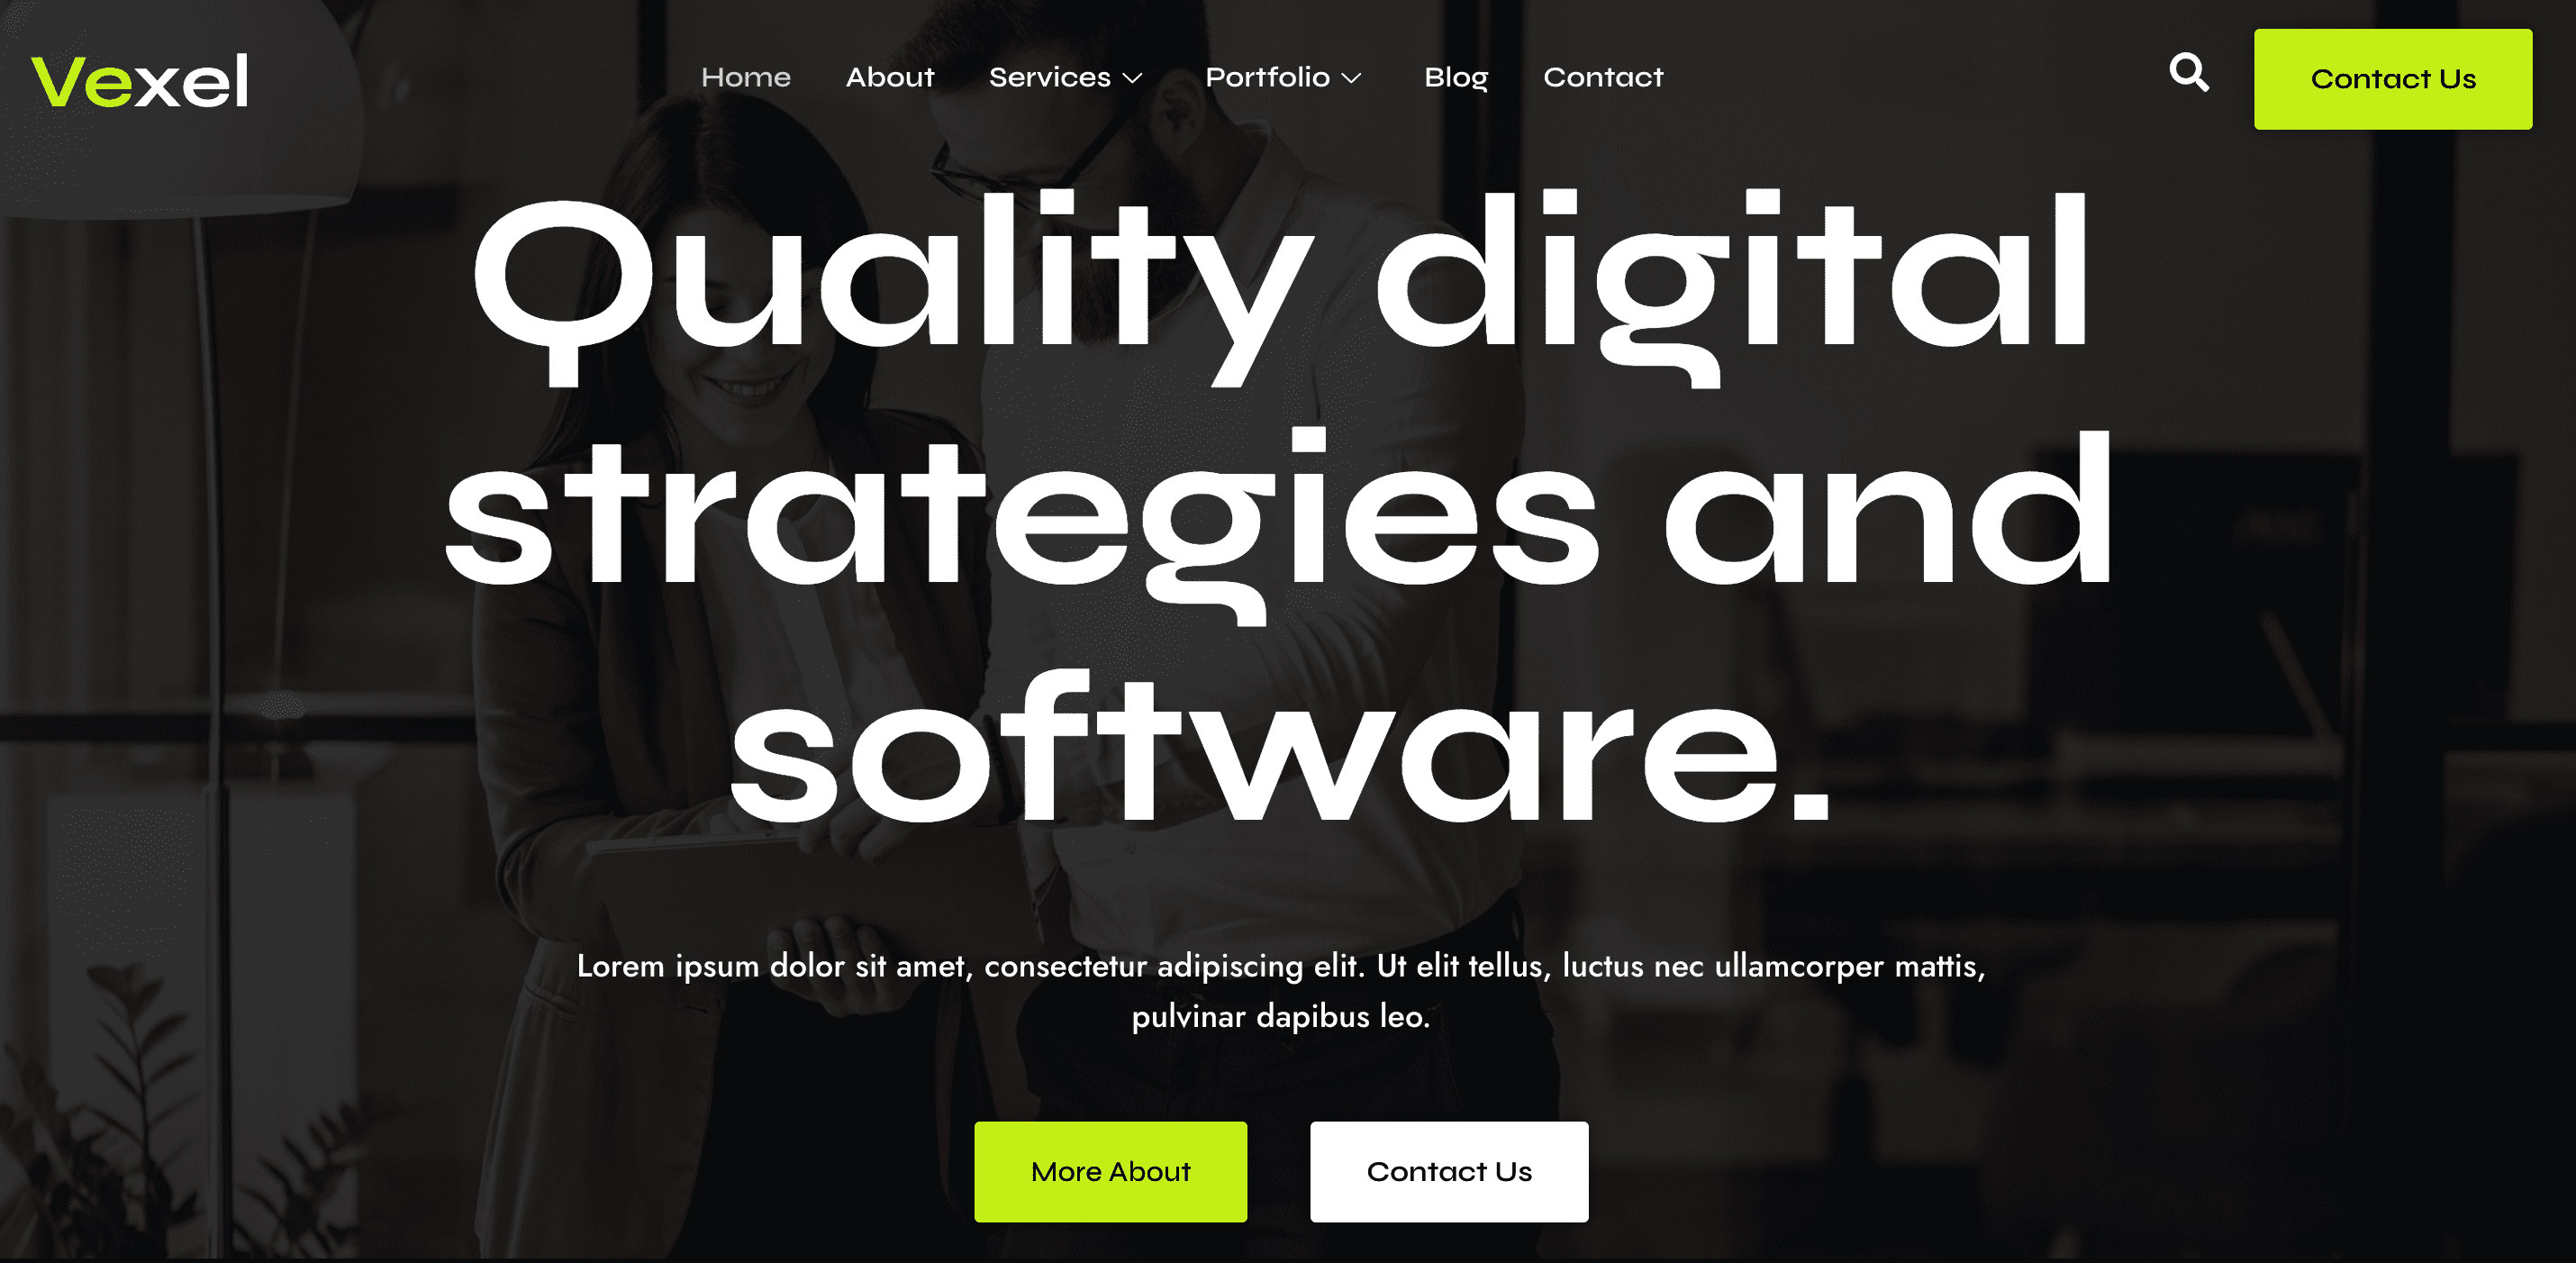 Vexel
Home About Services Portfolio Blog Contact
Contact Us
Quality digital
strategies and
software.
Lorem ipsum dolor sit amet, consectetur adipiscing elit. Ut elit tellus, luctus nec ullamcorper mattis,
pulvinar dapibus leo.
More About
Contact Us